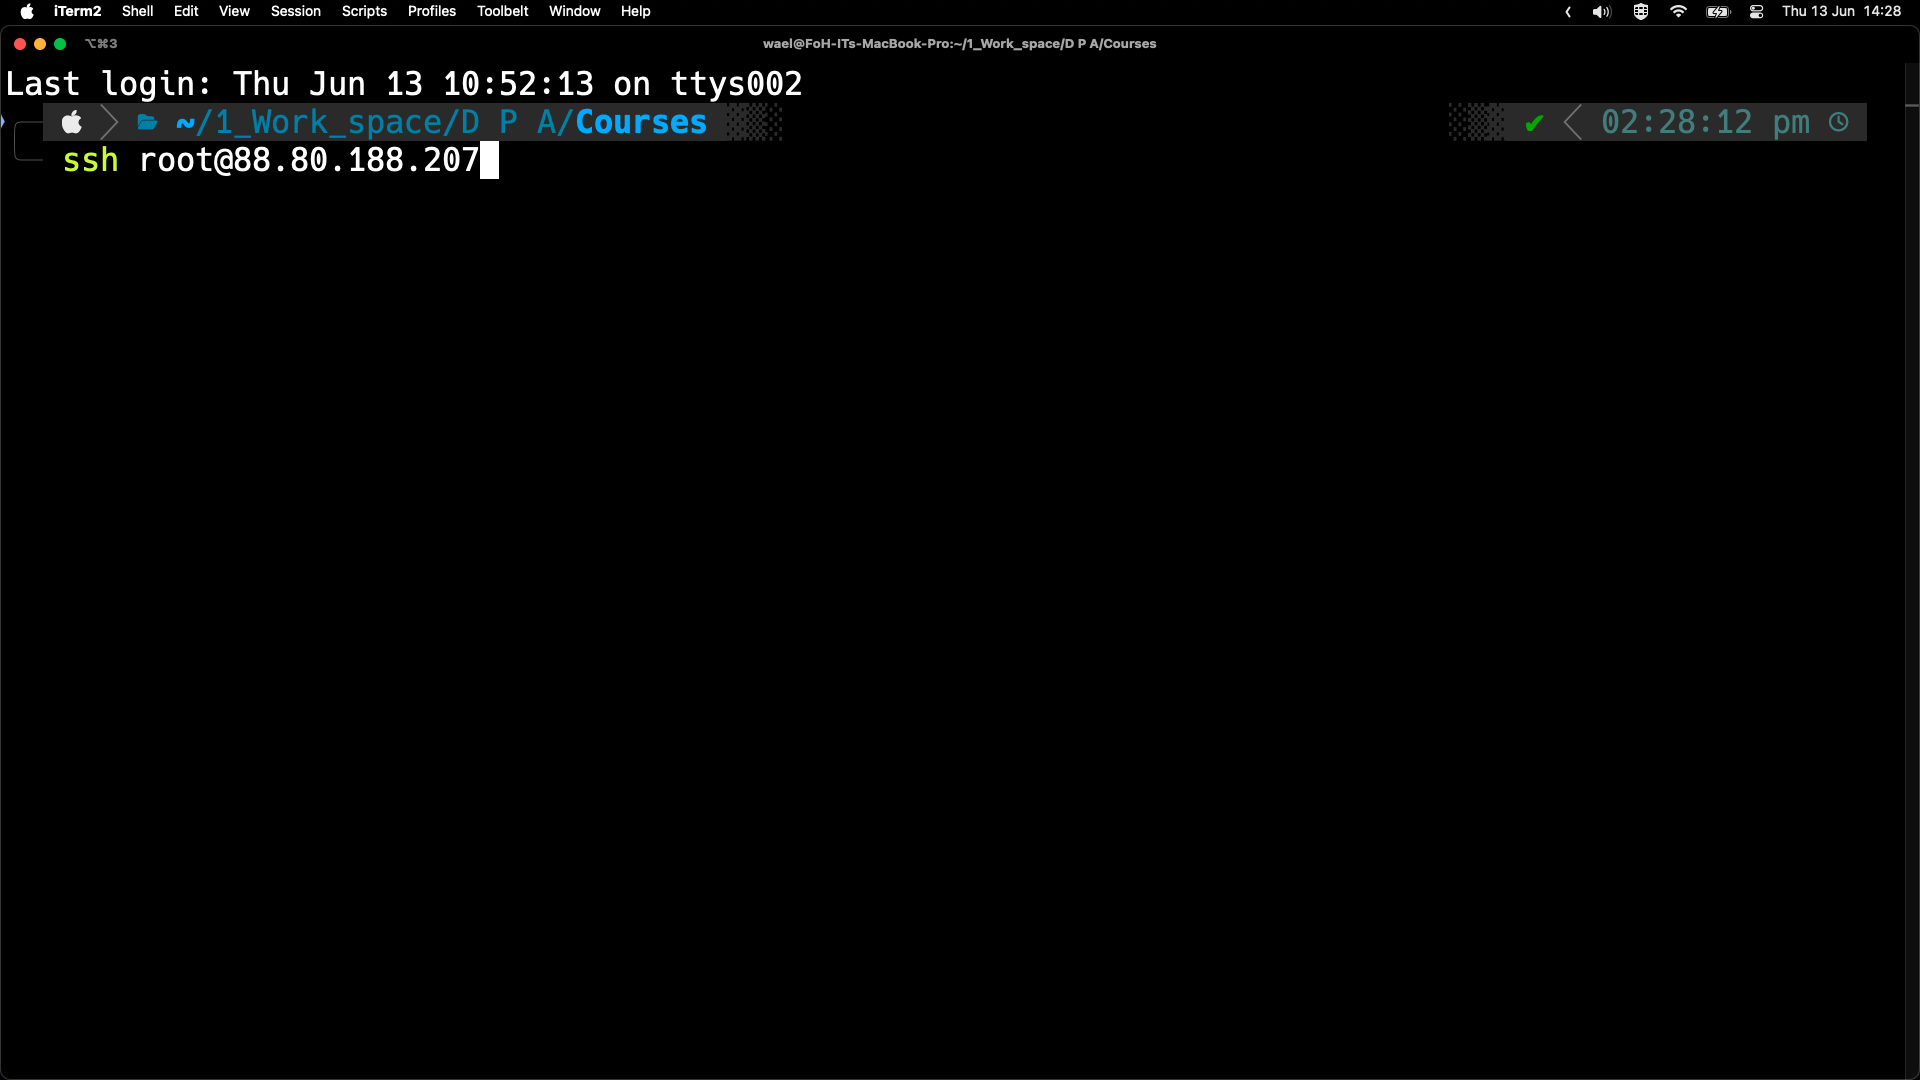 iTerm2 Shell Edit View Session Scripts Profiles Toolbelt Window Help Thu 13 Jun 14:28
⌥⌘3 wael@FoH-ITs-MacBook-Pro:~/1_Work_space/D P A/Courses
Last login: Thu Jun 13 10:52:13 on ttys002
~/1_Work_space/D P A/Courses ✔ 02:28:12 pm
ssh root@88.80.188.207